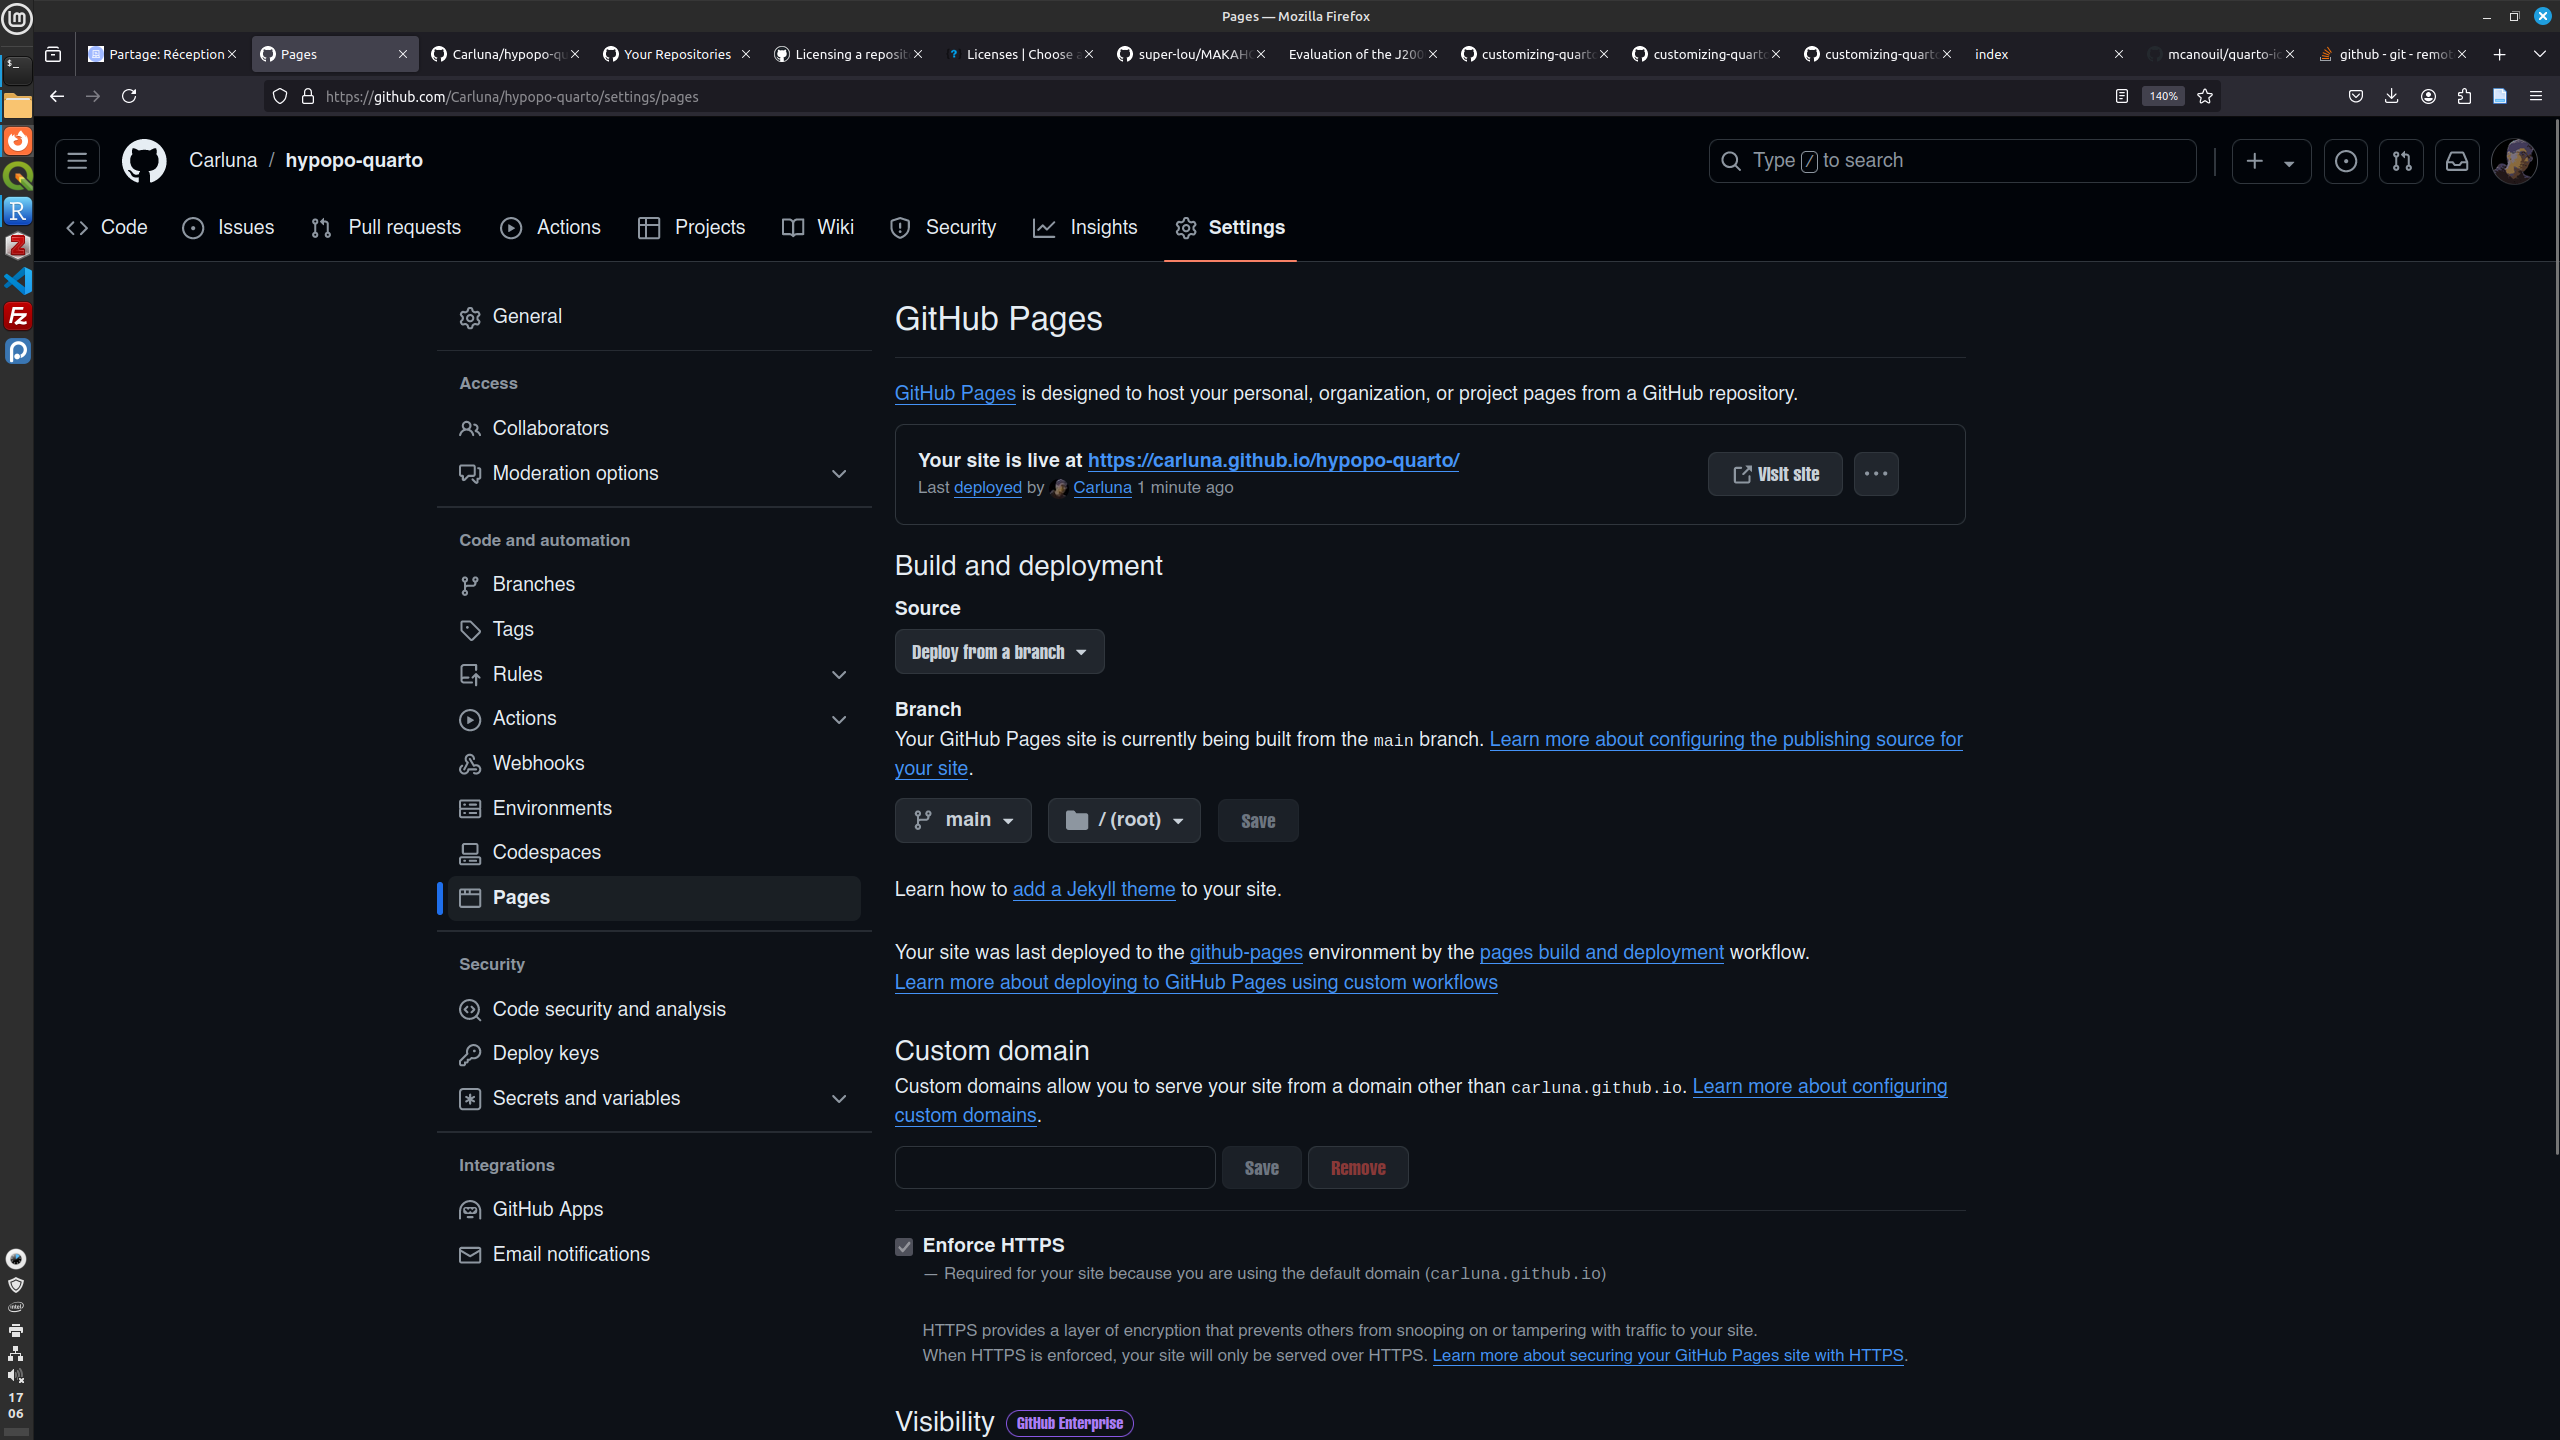 Pages — Mozilla Firefox
Partage: Réception
Pages
Carluna/hypopo-qu
Your Repositories
Licensing a reposit
Licenses | Choose a
super-lou/MAKAHO
Evaluation of the J200
customizing-quarto
customizing-quarto
customizing-quarto
index
mcanouil/quarto-ic
github - git - remot
https://github.com/Carluna/hypopo-quarto/settings/pages
140%
Carluna / hypopo-quarto
Type / to search
Code
Issues
Pull requests
Actions
Projects
Wiki
Security
Insights
Settings
General
Access
Collaborators
Moderation options
Code and automation
Branches
Tags
Rules
Actions
Webhooks
Environments
Codespaces
Pages
Security
Code security and analysis
Deploy keys
Secrets and variables
Integrations
GitHub Apps
Email notifications
GitHub Pages
GitHub Pages is designed to host your personal, organization, or project pages from a GitHub repository.
Your site is live at https://carluna.github.io/hypopo-quarto/
Last deployed by Carluna 1 minute ago
Visit site
Build and deployment
Source
Deploy from a branch
Branch
Your GitHub Pages site is currently being built from the main branch. Learn more about configuring the publishing source for
your site.
main
/ (root)
Save
Learn how to add a Jekyll theme to your site.
Your site was last deployed to the github-pages environment by the pages build and deployment workflow.
Learn more about deploying to GitHub Pages using custom workflows
Custom domain
Custom domains allow you to serve your site from a domain other than carluna.github.io. Learn more about configuring
custom domains.
Save
Remove
Enforce HTTPS
— Required for your site because you are using the default domain (carluna.github.io)
HTTPS provides a layer of encryption that prevents others from snooping on or tampering with traffic to your site.
When HTTPS is enforced, your site will only be served over HTTPS. Learn more about securing your GitHub Pages site with HTTPS.
Visibility
GitHub Enterprise
17
06